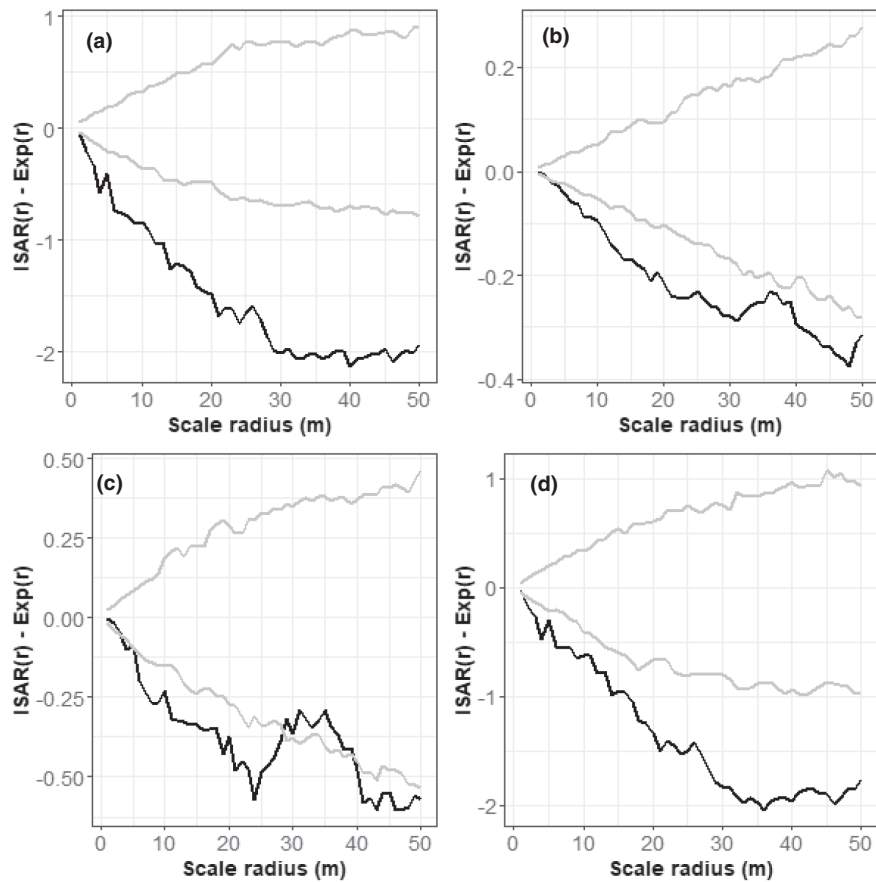 (a)
ISAR(r) - Exp(r)
1
0
-1
-2
0 10 20 30 40 50
Scale radius (m)
(b)
ISAR(r) - Exp(r)
0.2
0.0
-0.2
-0.4
0 10 20 30 40 50
Scale radius (m)
(c)
ISAR(r) - Exp(r)
0.50
0.25
0.00
-0.25
-0.50
0 10 20 30 40 50
Scale radius (m)
(d)
ISAR(r) - Exp(r)
1
0
-1
-2
0 10 20 30 40 50
Scale radius (m)